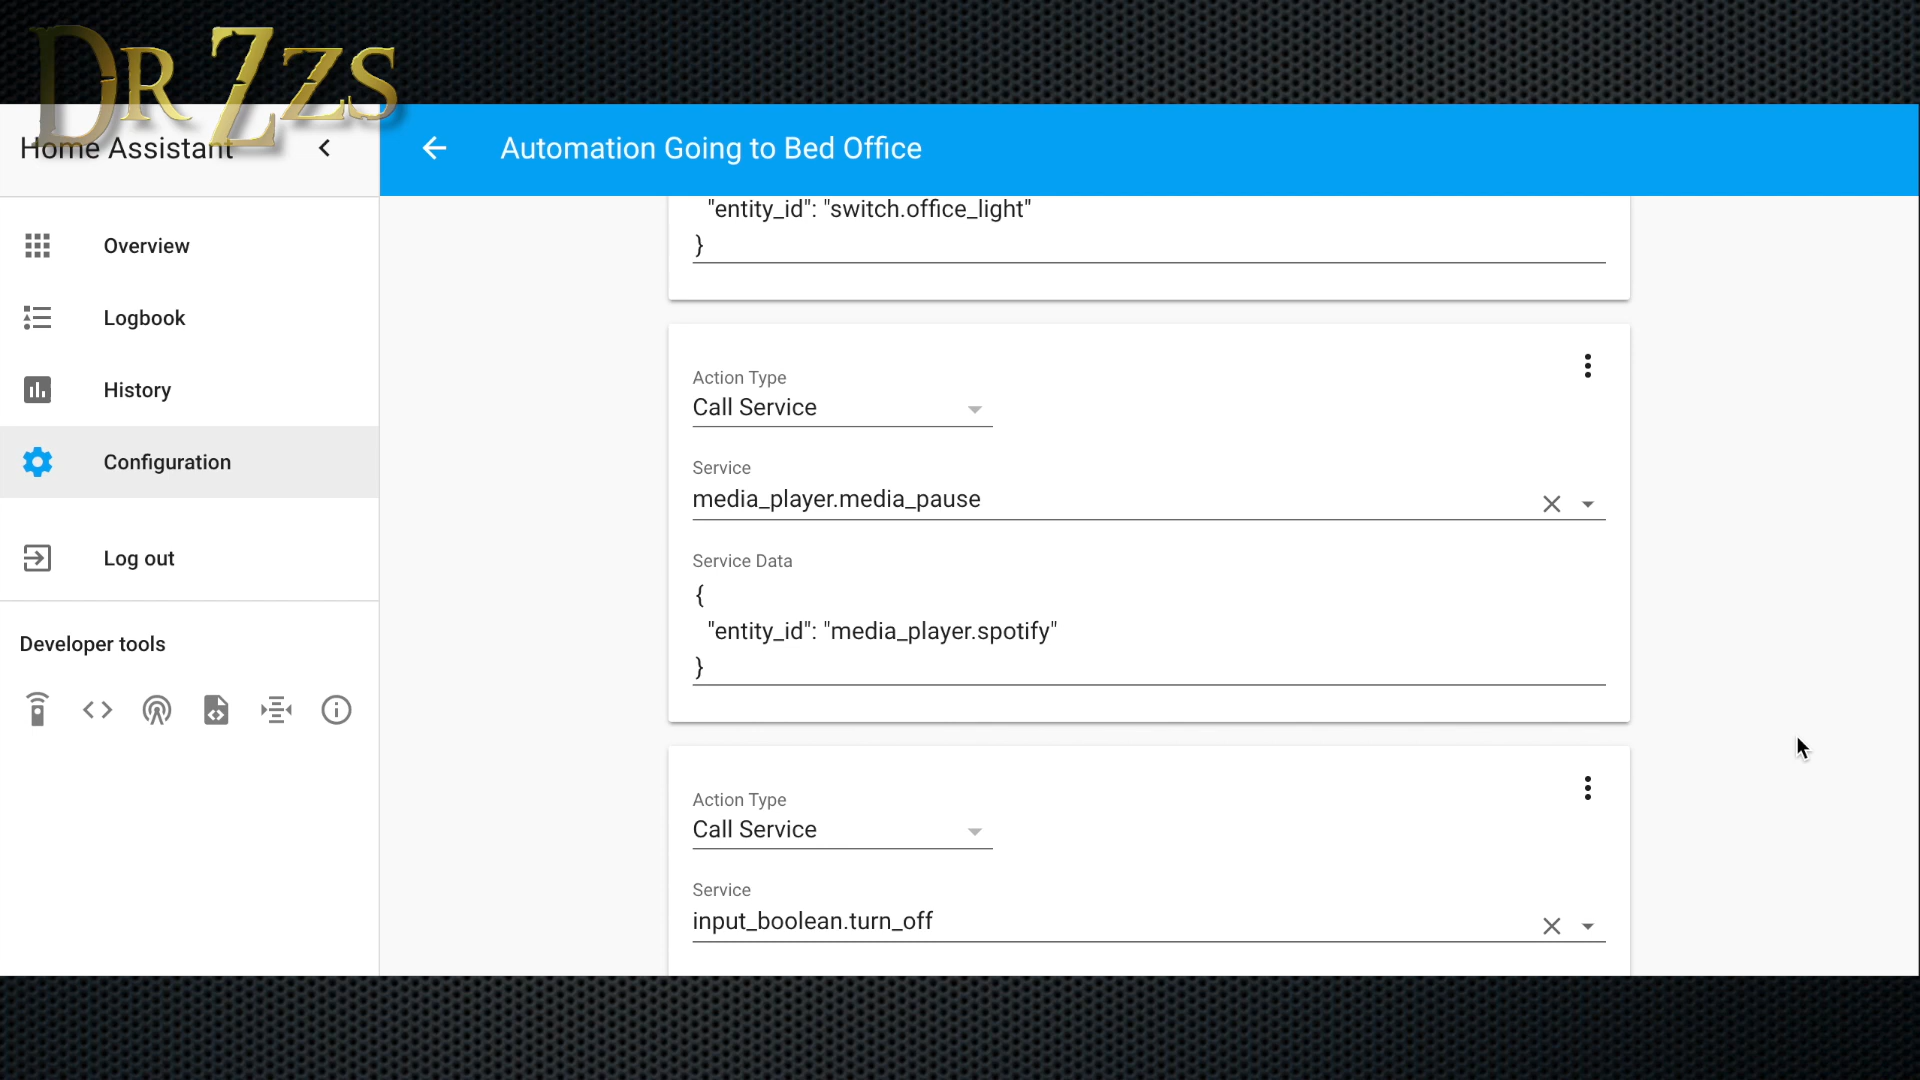 DR ZZS
Home Assistant
Automation Going to Bed Office
Overview
Logbook
History
Configuration
Log out
Developer tools
"entity_id": "switch.office_light"
}
Action Type
Call Service
Service
media_player.media_pause
Service Data
{
"entity_id": "media_player.spotify"
}
Action Type
Call Service
Service
input_boolean.turn_off